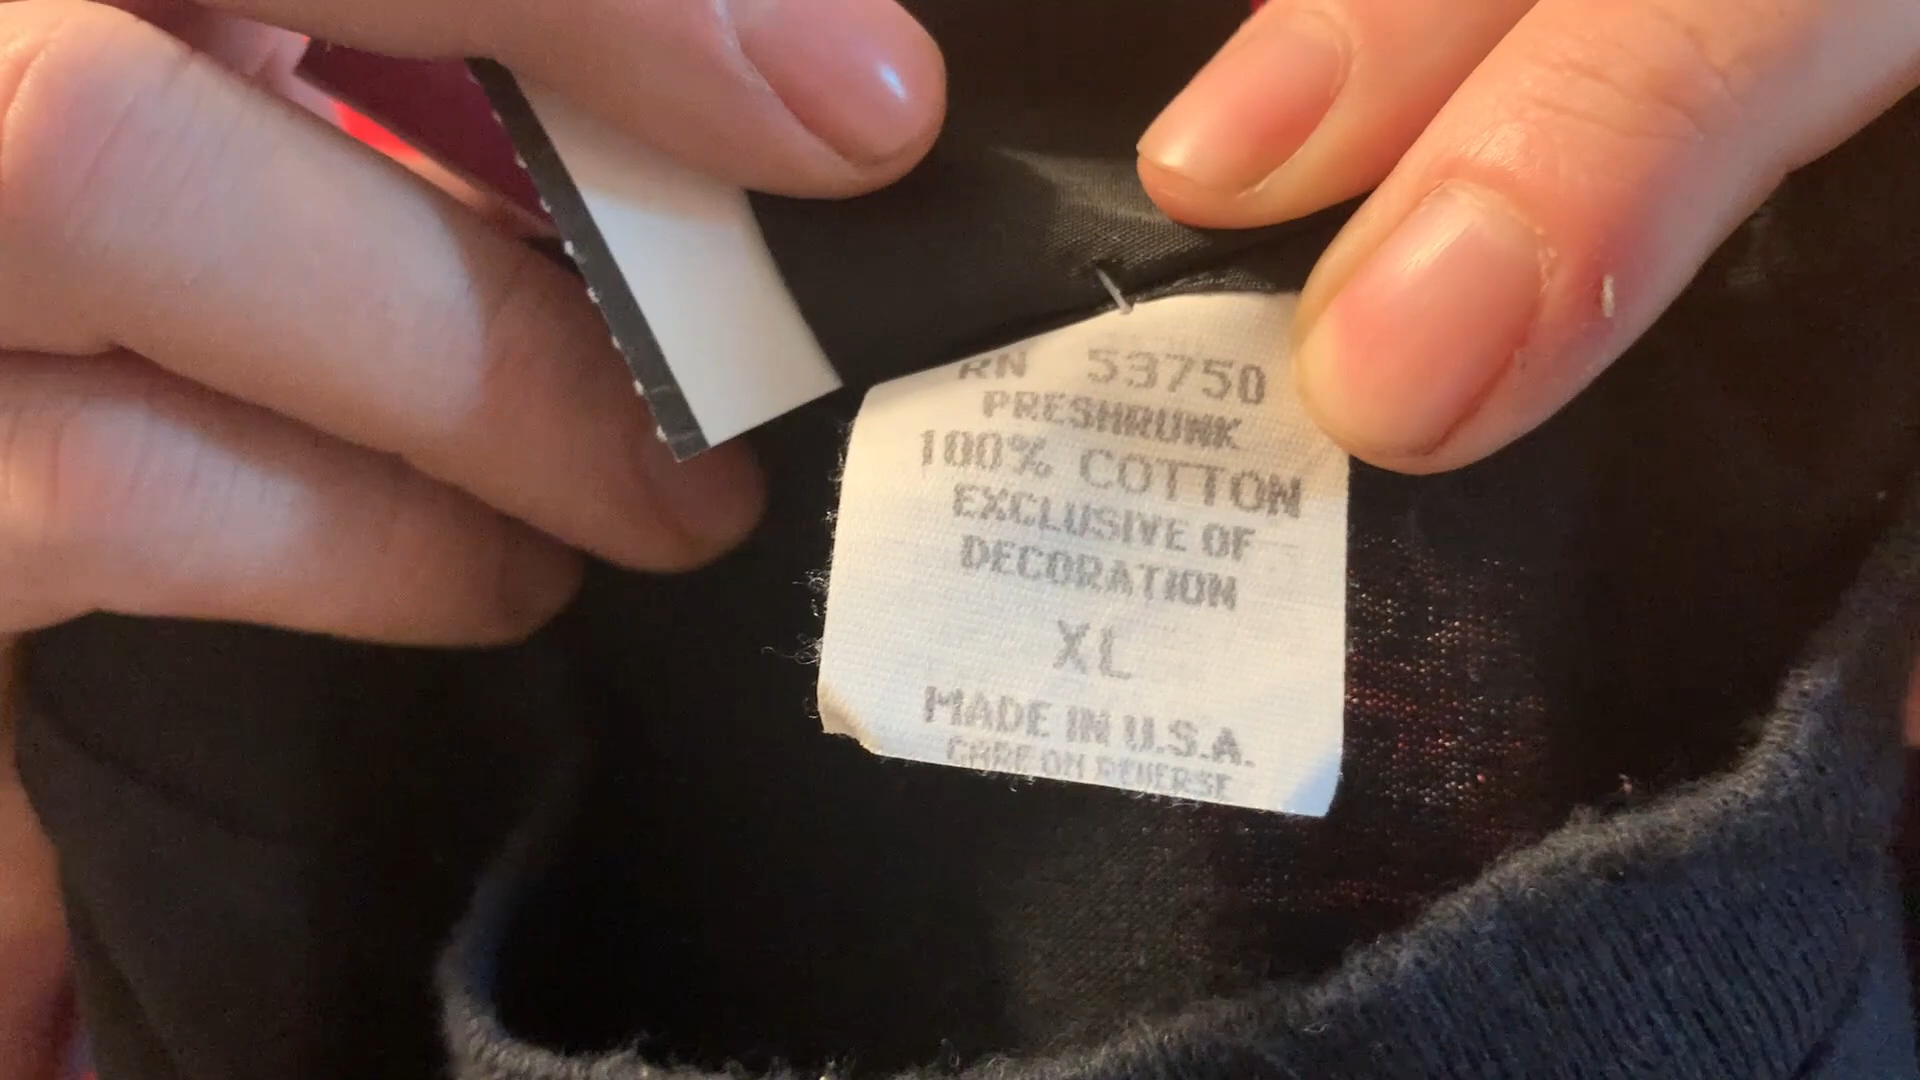 RN 53750
PRESHRUNK
100% COTTON
EXCLUSIVE OF
DECORATION
XL
MADE IN U.S.A.
CARE ON REVERSE